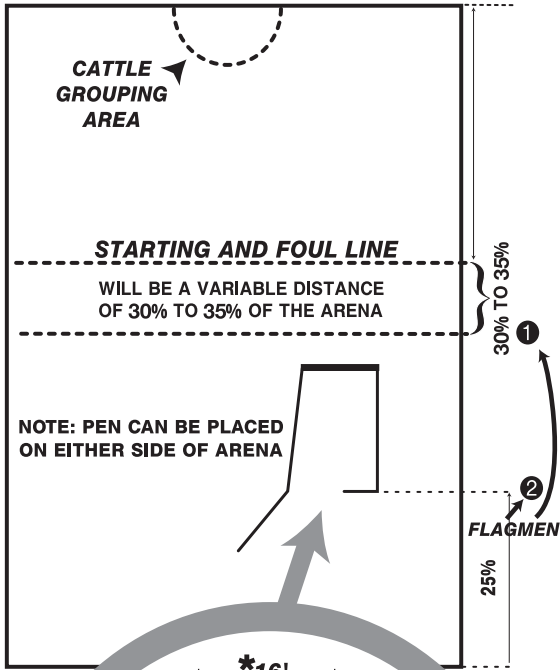 CATTLE
GROUPING
AREA
STARTING AND FOUL LINE
WILL BE A VARIABLE DISTANCE
OF 30% TO 35% OF THE ARENA
30% TO 35%
1
NOTE: PEN CAN BE PLACED
ON EITHER SIDE OF ARENA
2
FLAGMEN
25%
*16'